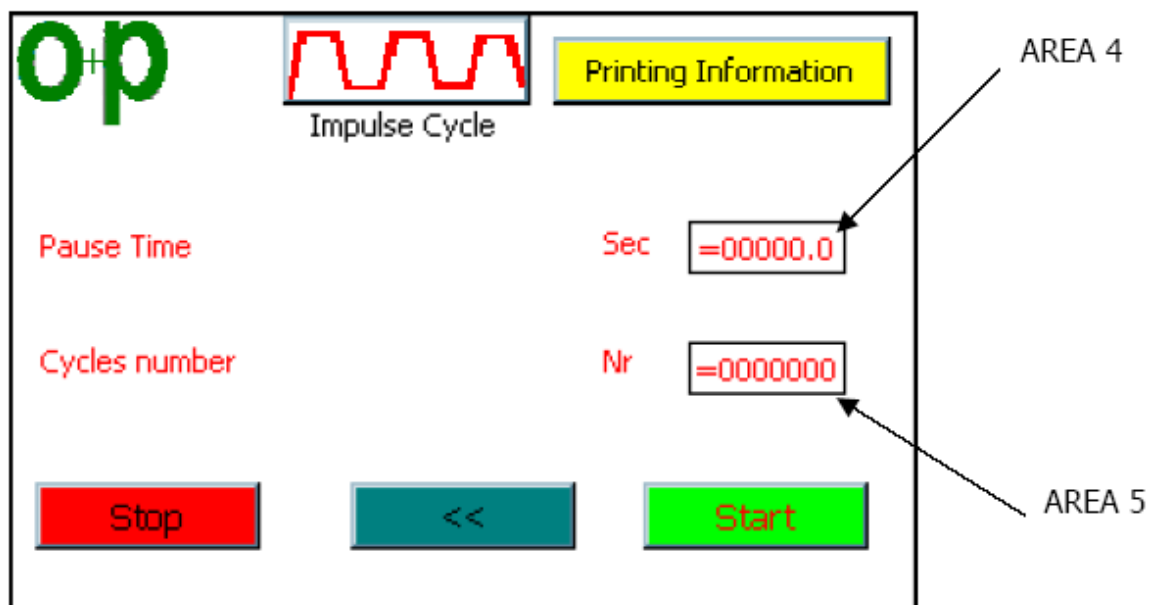 o+p
Printing Information
AREA 4
Impulse Cycle
Pause Time Sec =00000.0
Cycles number Nr =0000000
AREA 5
Stop << Start